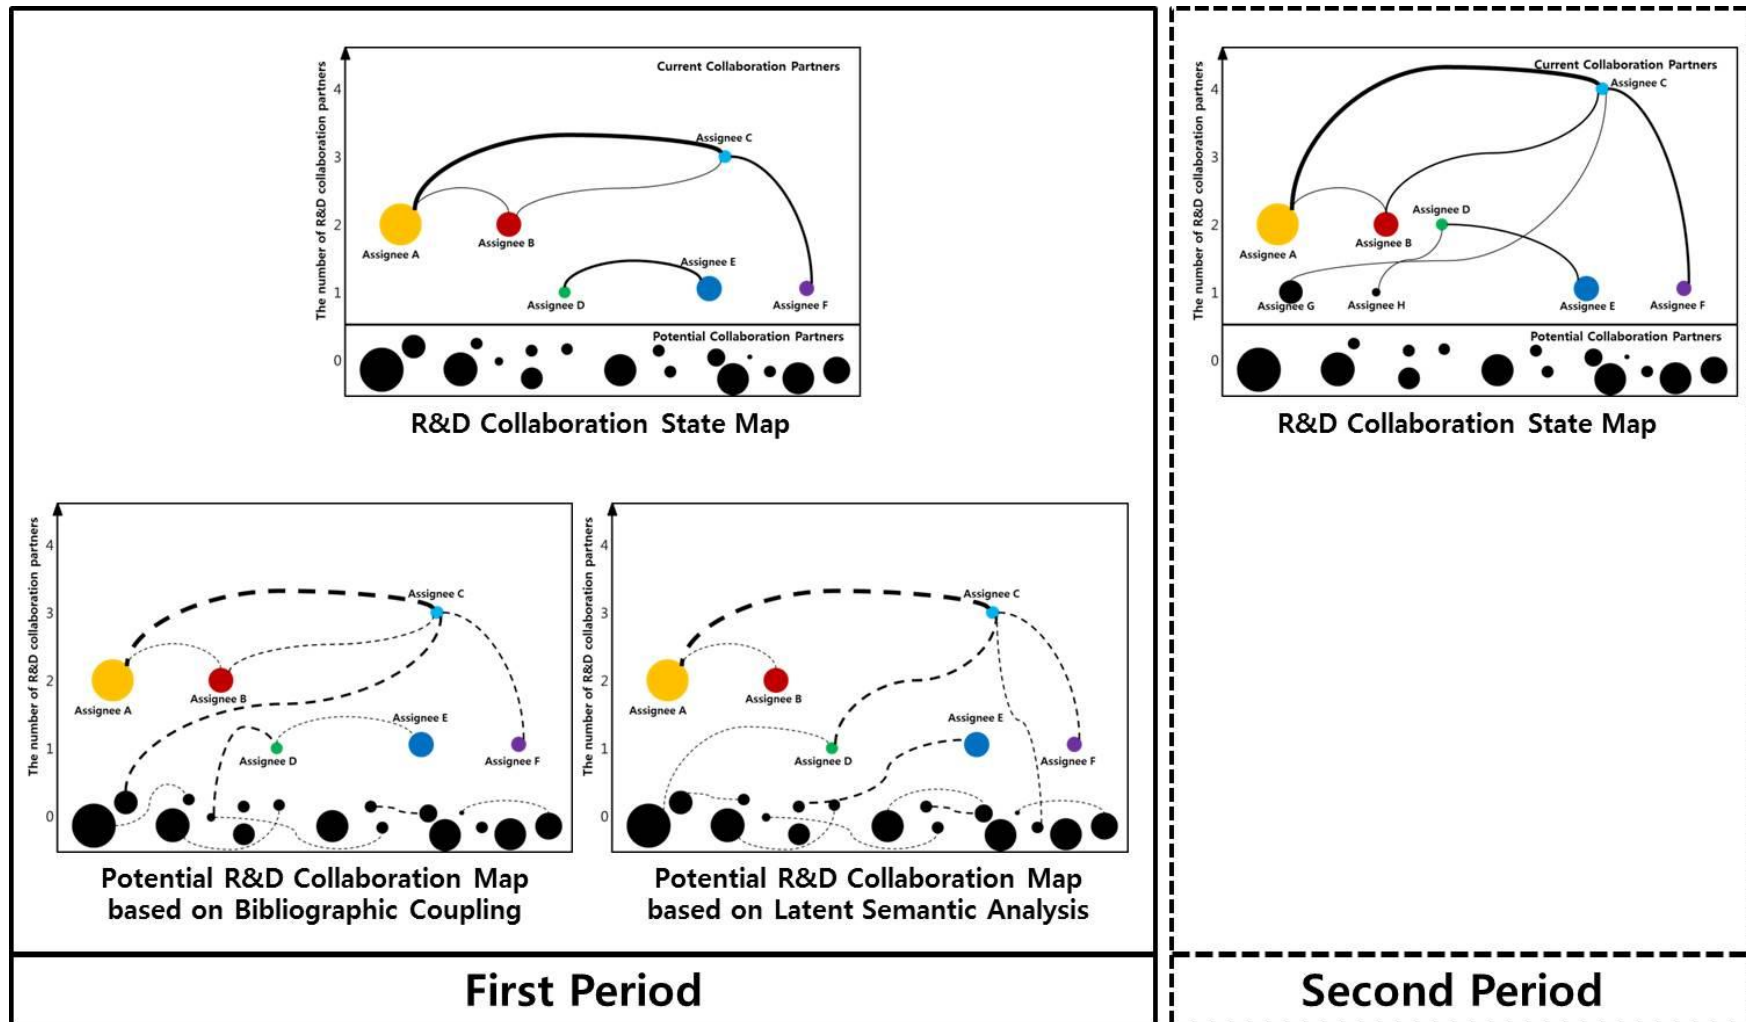 Current Collaboration Partners
The number of R&D collaboration partners
4
3
2
1
0
Assignee C
Assignee A
Assignee B
Assignee E
Assignee D
Assignee F
Potential Collaboration Partners
R&D Collaboration State Map
The number of R&D collaboration partners
4
3
2
1
0
Assignee C
Assignee A
Assignee B
Assignee E
Assignee D
Assignee F
Potential R&D Collaboration Map
based on Bibliographic Coupling
The number of R&D collaboration partners
4
3
2
1
0
Assignee C
Assignee A
Assignee B
Assignee E
Assignee D
Assignee F
Potential R&D Collaboration Map
based on Latent Semantic Analysis
First Period
Current Collaboration Partners
The number of R&D collaboration partners
4
3
2
1
0
Assignee C
Assignee D
Assignee A
Assignee B
Assignee G
Assignee H
Assignee E
Assignee F
Potential Collaboration Partners
R&D Collaboration State Map
Second Period